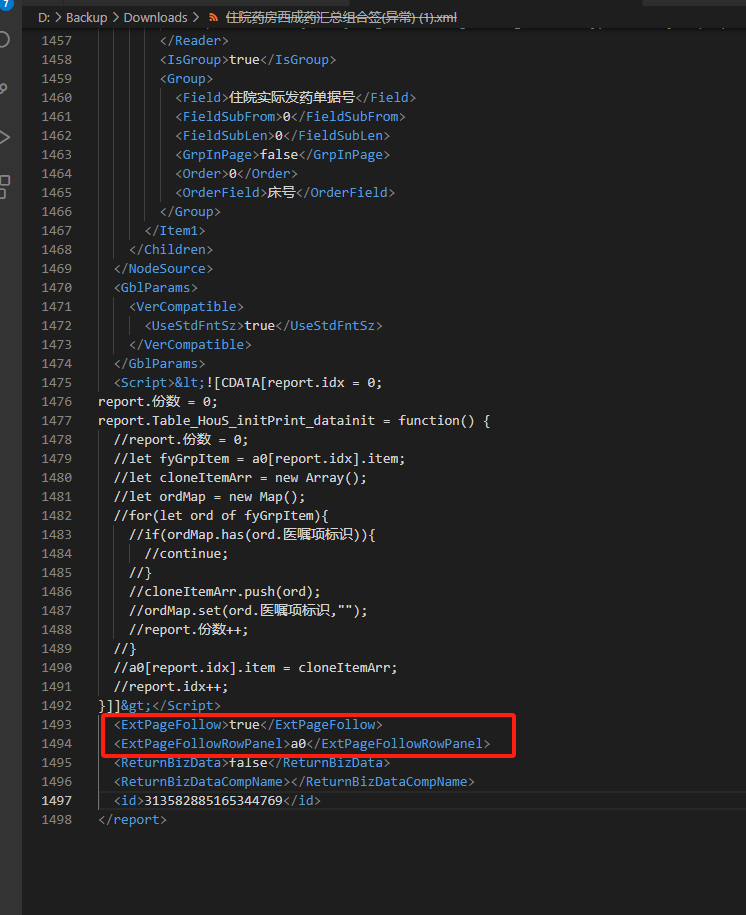 7
D: > Backup > Downloads > 住院药房西成药汇总组合签(异常) (1).xml
1457 </Reader>
1458 <IsGroup>true</IsGroup>
1459 <Group>
1460 <Field>住院实际发药单据号</Field>
1461 <FieldSubFrom>0</FieldSubFrom>
1462 <FieldSubLen>0</FieldSubLen>
1463 <GrpInPage>false</GrpInPage>
1464 <Order>0</Order>
1465 <OrderField>床号</OrderField>
1466 </Group>
1467 </Item1>
1468 </Children>
1469 </NodeSource>
1470 <GblParams>
1471 <VerCompatible>
1472 <UseStdFntSz>true</UseStdFntSz>
1473 </VerCompatible>
1474 </GblParams>
1475 <Script>&lt;![CDATA[report.idx = 0;
1476 report.份数 = 0;
1477 report.Table_HouS_initPrint_datainit = function() {
1478 //report.份数 = 0;
1479 //let fyGrpItem = a0[report.idx].item;
1480 //let cloneItemArr = new Array();
1481 //let ordMap = new Map();
1482 //for(let ord of fyGrpItem){
1483 //if(ordMap.has(ord.医嘱项标识)){
1484 //continue;
1485 //}
1486 //cloneItemArr.push(ord);
1487 //ordMap.set(ord.医嘱项标识,"");
1488 //report.份数++;
1489 //}
1490 //a0[report.idx].item = cloneItemArr;
1491 //report.idx++;
1492 }]]&gt;</Script>
1493 <ExtPageFollow>true</ExtPageFollow>
1494 <ExtPageFollowRowPanel>a0</ExtPageFollowRowPanel>
1495 <ReturnBizData>false</ReturnBizData>
1496 <ReturnBizDataCompName></ReturnBizDataCompName>
1497 <id>313582885165344769</id>
1498 </report>